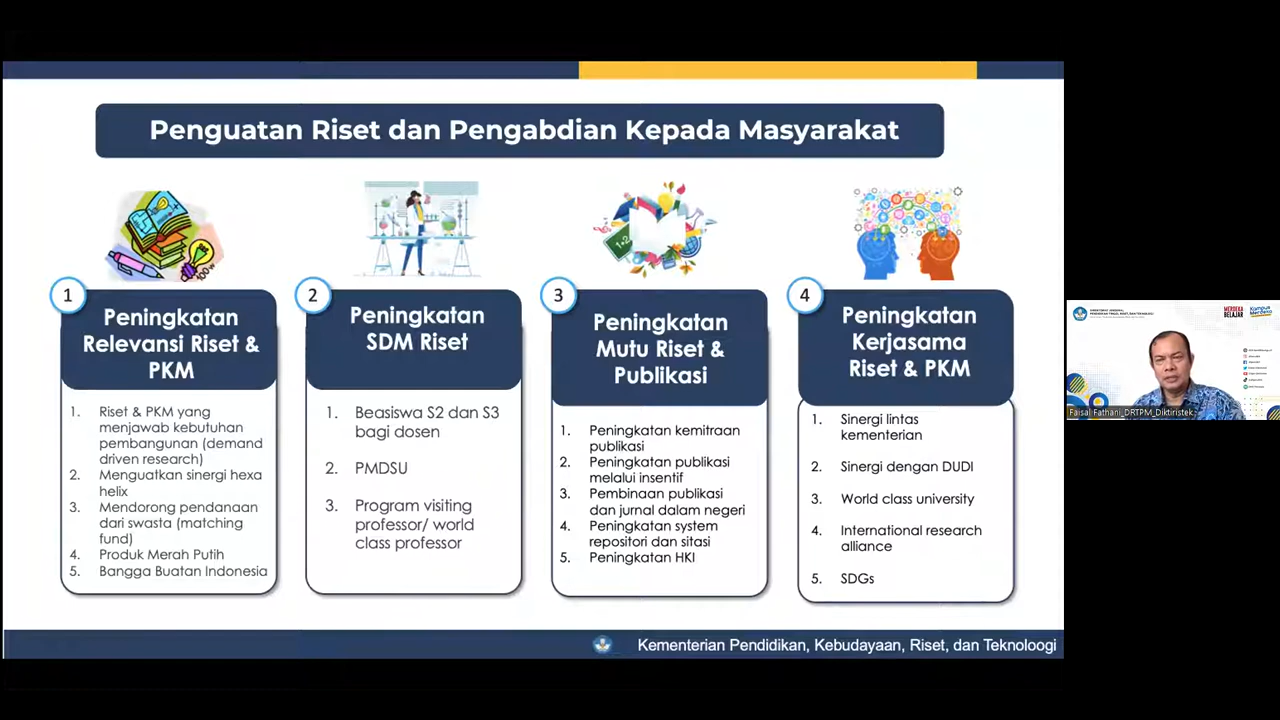 Penguatan Riset dan Pengabdian Kepada Masyarakat
1
Peningkatan
Relevansi Riset &
PKM
1. Riset & PKM yang
menjawab kebutuhan
pembangunan (demand
driven research)
2. Menguatkan sinergi hexa
helix
3. Mendorong pendanaan
dari swasta (matching
fund)
4. Produk Merah Putih
5. Bangga Buatan Indonesia
2
Peningkatan
SDM Riset
1. Beasiswa S2 dan S3
bagi dosen
2. PMDSU
3. Program visiting
professor/ world
class professor
3
Peningkatan
Mutu Riset &
Publikasi
1. Peningkatan kemitraan
publikasi
2. Peningkatan publikasi
melalui insentif
3. Pembinaan publikasi
dan jurnal dalam negeri
4. Peningkatan system
repositori dan sitasi
5. Peningkatan HKI
4
Peningkatan
Kerjasama
Riset & PKM
1. Sinergi lintas
kementerian
2. Sinergi dengan DUDI
3. World class university
4. International research
alliance
5. SDGs
Kementerian Pendidikan, Kebudayaan, Riset, dan Teknoloogi
MERDEKA
BELAJAR
Kampus
Merdeka
Faisal Fathani_DRTPM_Diktiristek